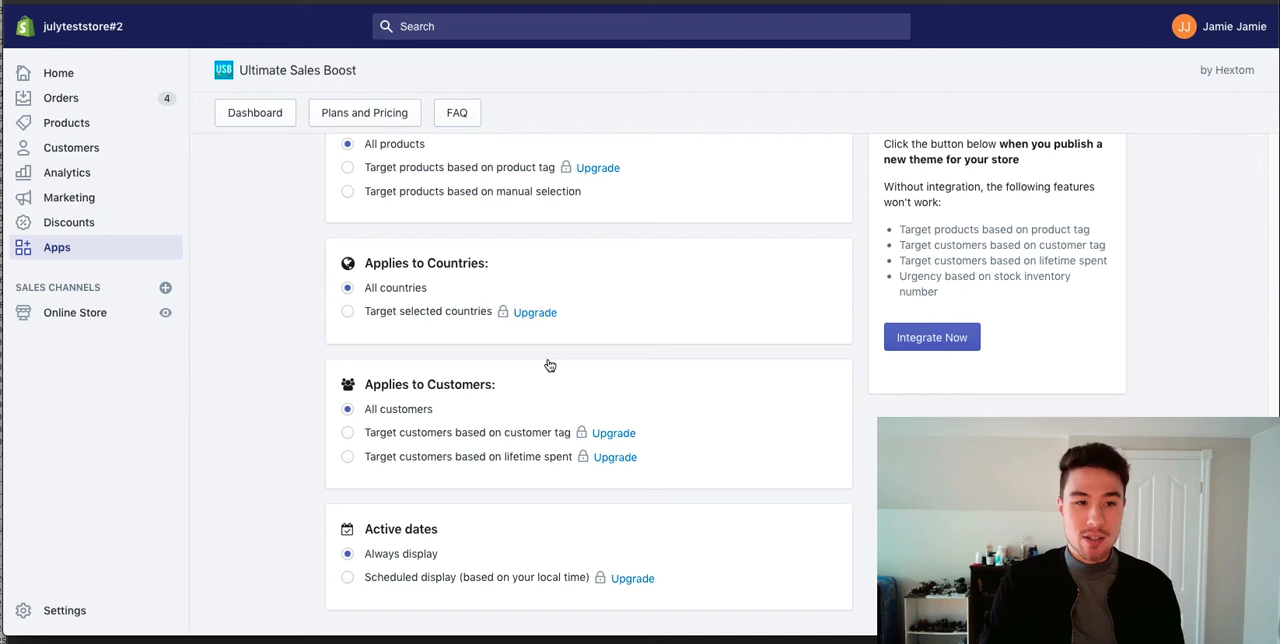 julyteststore#2
Search
JJ
Jamie Jamie
Home
Orders
4
Products
Customers
Analytics
Marketing
Discounts
Apps
SALES CHANNELS
Online Store
Settings
USB
Ultimate Sales Boost
by Hextom
Dashboard
Plans and Pricing
FAQ
All products
Target products based on product tag Upgrade
Target products based on manual selection
Applies to Countries:
All countries
Target selected countries Upgrade
Applies to Customers:
All customers
Target customers based on customer tag Upgrade
Target customers based on lifetime spent Upgrade
Active dates
Always display
Scheduled display (based on your local time) Upgrade
Click the button below when you publish a
new theme for your store
Without integration, the following features
won't work:
Target products based on product tag
Target customers based on customer tag
Target customers based on lifetime spent
Urgency based on stock inventory
number
Integrate Now